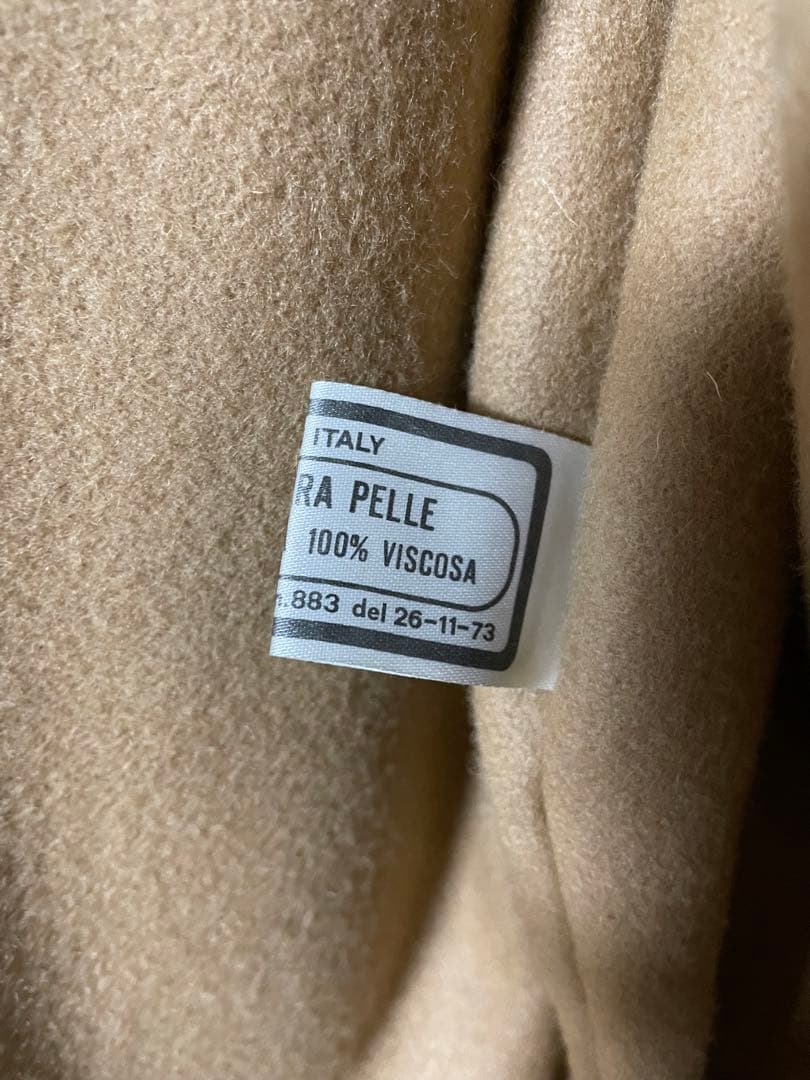 ITALY
RA PELLE
100% VISCOSA
.883 del 26-11-73